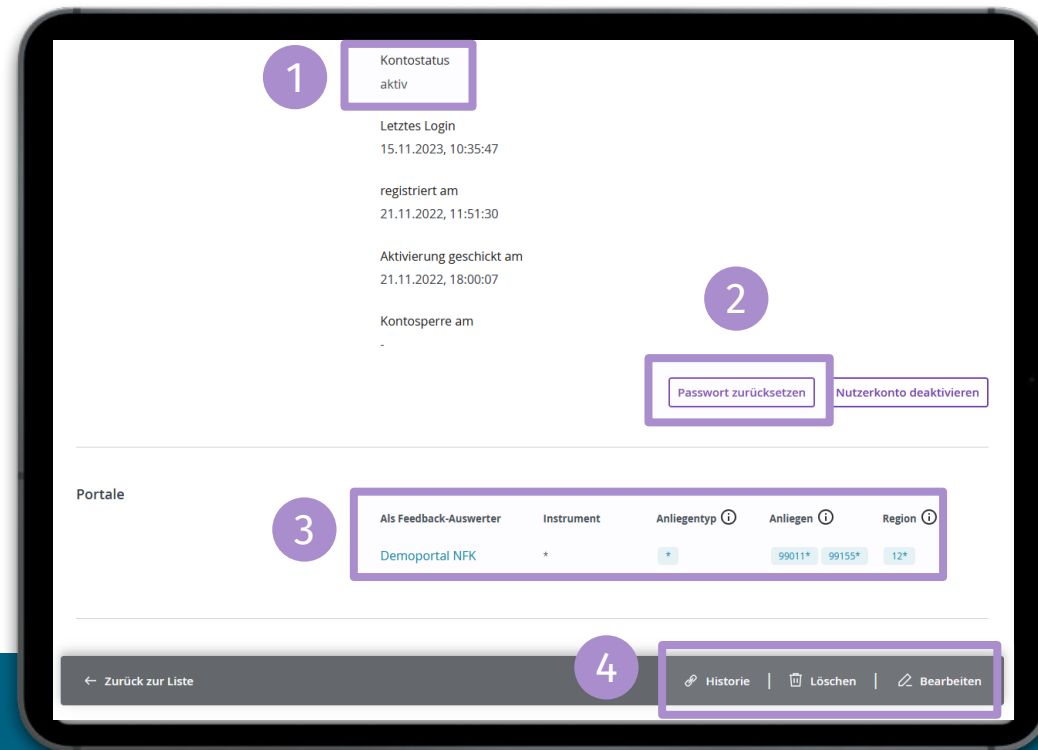 1
Kontostatus
aktiv
Letztes Login
15.11.2023, 10:35:47
registriert am
21.11.2022, 11:51:30
Aktivierung geschickt am
21.11.2022, 18:00:07
Kontosperre am
-
2
Passwort zurücksetzen Nutzerkonto deaktivieren
Portale
3
Als Feedback-Auswerter Instrument Anliegentyp Anliegen Region
Demoportal NFK * * 99011* 99155* 12*
4
← Zurück zur Liste Historie | Löschen | Bearbeiten